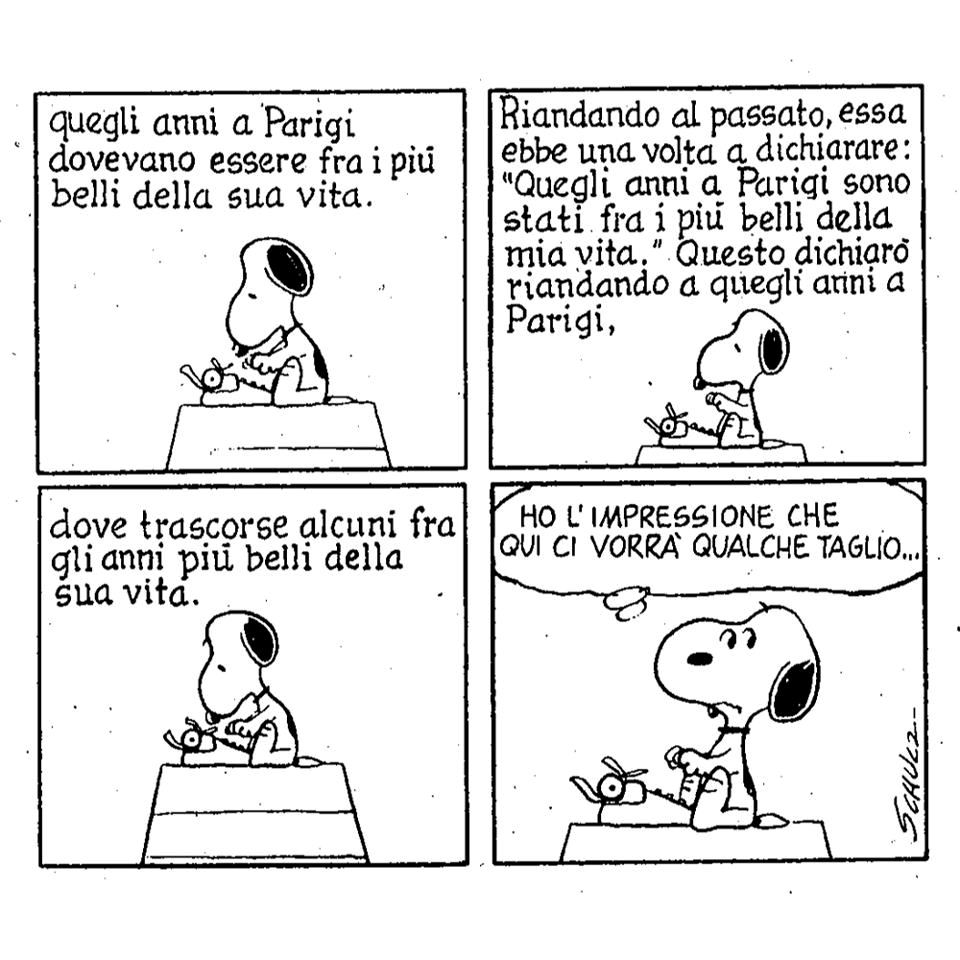 quegli anni a Parigi
dovevano essere fra i più
belli della sua vita.
Riandando al passato, essa
ebbe una volta a dichiarare:
"Quegli anni a Parigi sono
stati fra i più belli della
mia vita." Questo dichiarò
riandando a quegli anni a
Parigi,
dove trascorse alcuni fra
gli anni più belli della
sua vita.
HO L'IMPRESSIONE CHE
QUI CI VORRÀ QUALCHE TAGLIO...
SCHULZ